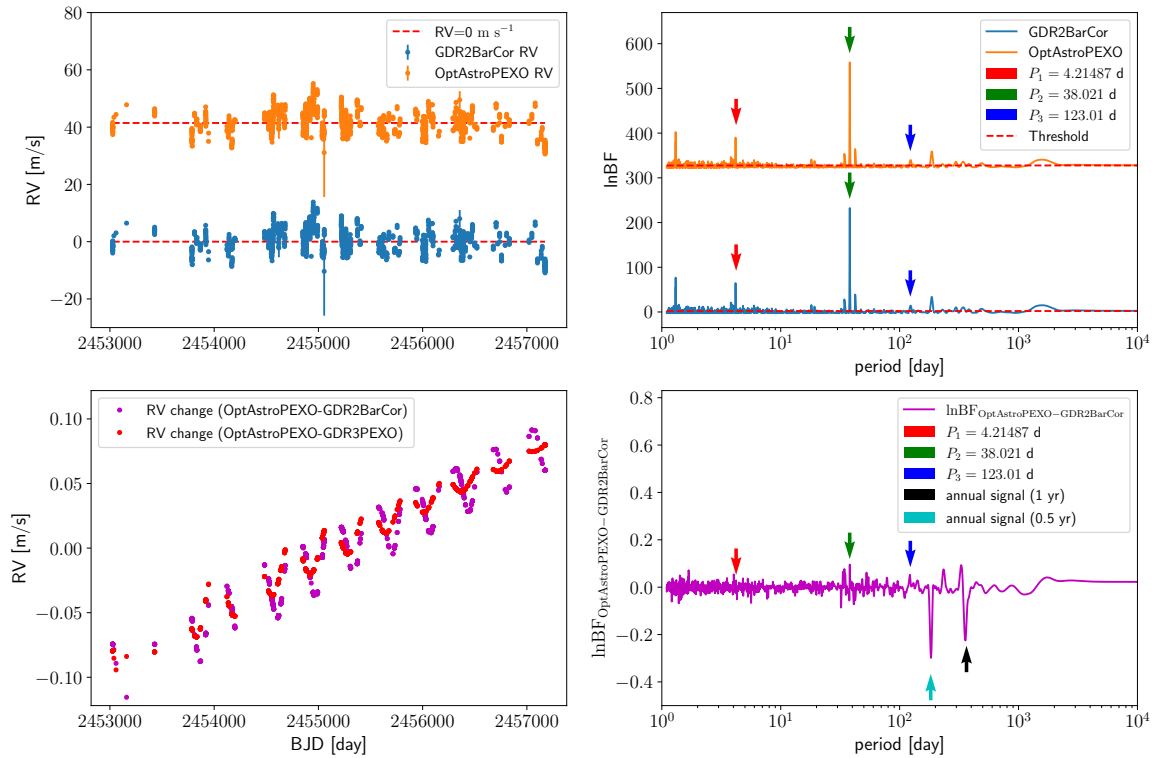 80
60
40
20
0
−20
RV [m/s]
2453000 2454000 2455000 2456000 2457000
RV=0 m s⁻¹
GDR2BarCor RV
OptAstroPEXO RV
600
500
400
300
200
100
0
lnBF
10⁰ 10¹ 10² 10³ 10⁴
period [day]
GDR2BarCor
OptAstroPEXO
P₁ = 4.21487 d
P₂ = 38.021 d
P₃ = 123.01 d
Threshold
0.10
0.05
0.00
−0.05
−0.10
RV [m/s]
2453000 2454000 2455000 2456000 2457000
BJD [day]
RV change (OptAstroPEXO-GDR2BarCor)
RV change (OptAstroPEXO-GDR3PEXO)
0.8
0.6
0.4
0.2
0.0
−0.2
−0.4
lnBF_OptAstroPEXO−GDR2BarCor
10⁰ 10¹ 10² 10³ 10⁴
period [day]
lnBF_OptAstroPEXO−GDR2BarCor
P₁ = 4.21487 d
P₂ = 38.021 d
P₃ = 123.01 d
annual signal (1 yr)
annual signal (0.5 yr)